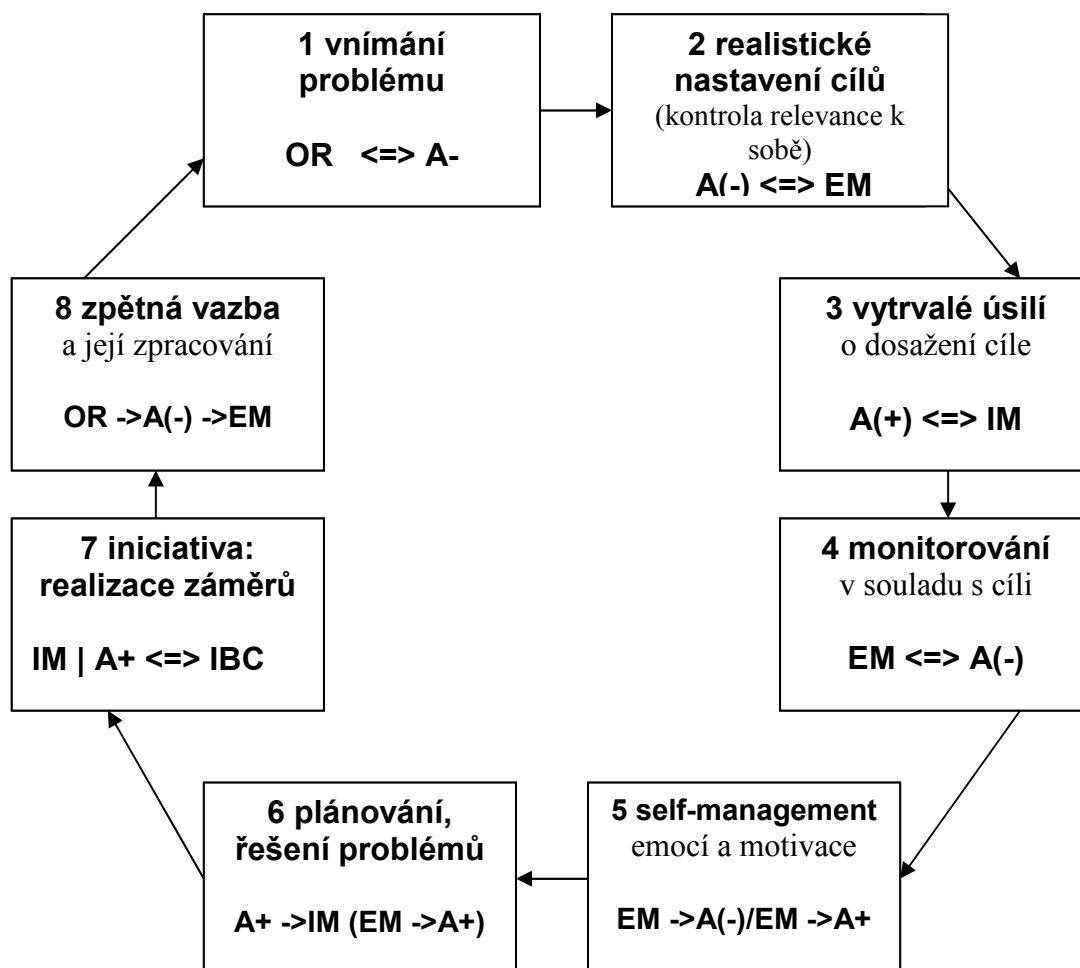 1 vnímání
problému
OR <=> A-
2 realistické
nastavení cílů
(kontrola relevance k
sobě)
A(-) <=> EM
3 vytrvalé úsilí
o dosažení cíle
A(+) <=> IM
4 monitorování
v souladu s cíli
EM <=> A(-)
5 self-management
emocí a motivace
EM ->A(-)/EM ->A+
6 plánování,
řešení problémů
A+ ->IM (EM ->A+)
7 iniciativa:
realizace záměrů
IM | A+ <=> IBC
8 zpětná vazba
a její zpracování
OR ->A(-) ->EM